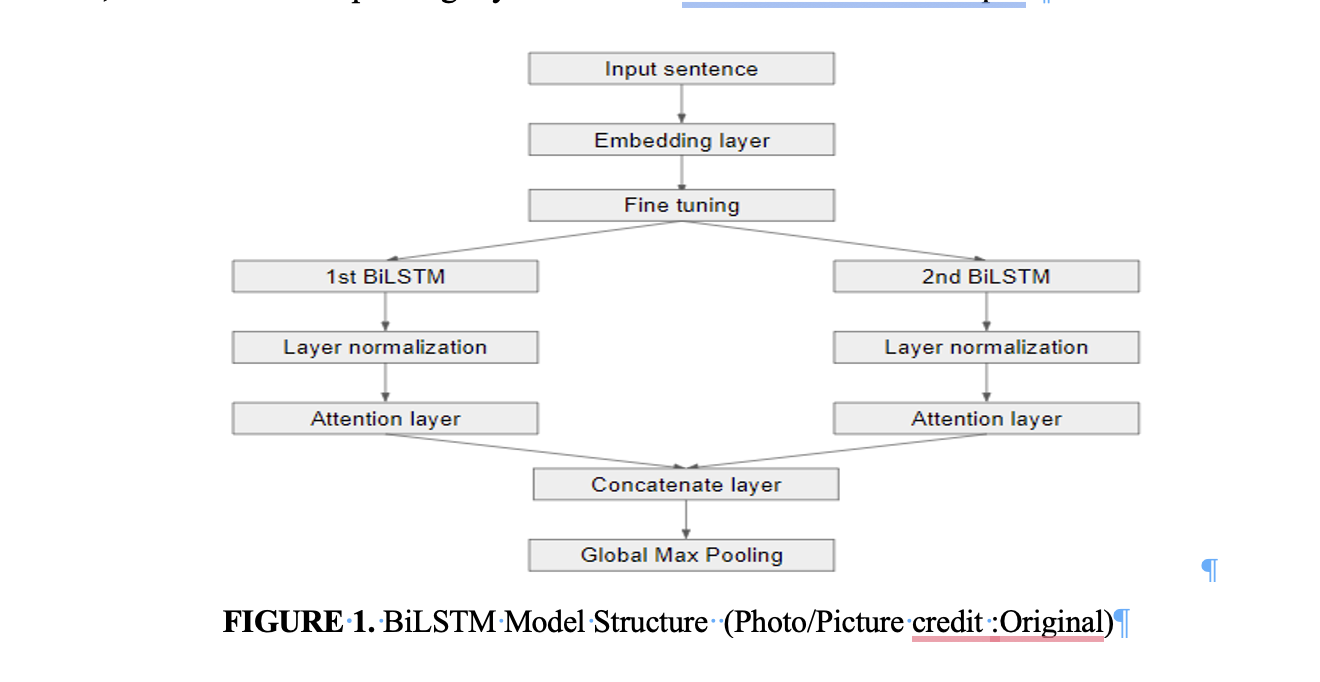 Input sentence
Embedding layer
Fine tuning
1st BiLSTM
2nd BiLSTM
Layer normalization
Layer normalization
Attention layer
Attention layer
Concatenate layer
Global Max Pooling
FIGURE 1. BiLSTM Model Structure  (Photo/Picture credit :Original)